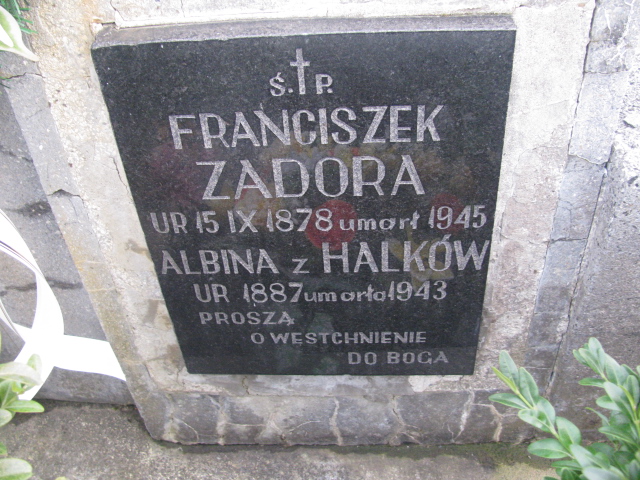 Ś.†P.
FRANCISZEK
ZADORA
UR 15 IX 1878 umarł 1945
ALBINA z HALKÓW
UR 1887 umarła 1943
PROSZĄ
O WESTCHNIENIE
DO BOGA